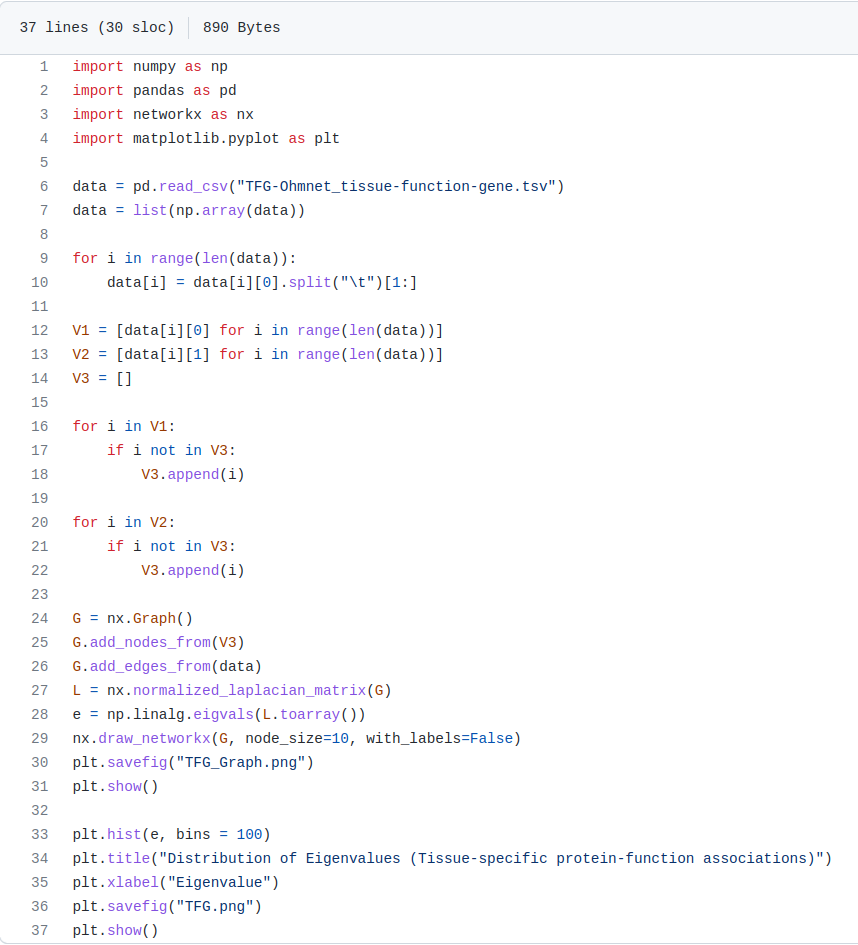 37 lines (30 sloc) 890 Bytes
1 import numpy as np
2 import pandas as pd
3 import networkx as nx
4 import matplotlib.pyplot as plt
5
6 data = pd.read_csv("TFG-Ohmnet_tissue-function-gene.tsv")
7 data = list(np.array(data))
8
9 for i in range(len(data)):
10     data[i] = data[i][0].split("\t")[1:]
11
12 V1 = [data[i][0] for i in range(len(data))]
13 V2 = [data[i][1] for i in range(len(data))]
14 V3 = []
15
16 for i in V1:
17     if i not in V3:
18         V3.append(i)
19
20 for i in V2:
21     if i not in V3:
22         V3.append(i)
23
24 G = nx.Graph()
25 G.add_nodes_from(V3)
26 G.add_edges_from(data)
27 L = nx.normalized_laplacian_matrix(G)
28 e = np.linalg.eigvals(L.toarray())
29 nx.draw_networkx(G, node_size=10, with_labels=False)
30 plt.savefig("TFG_Graph.png")
31 plt.show()
32
33 plt.hist(e, bins = 100)
34 plt.title("Distribution of Eigenvalues (Tissue-specific protein-function associations)")
35 plt.xlabel("Eigenvalue")
36 plt.savefig("TFG.png")
37 plt.show()